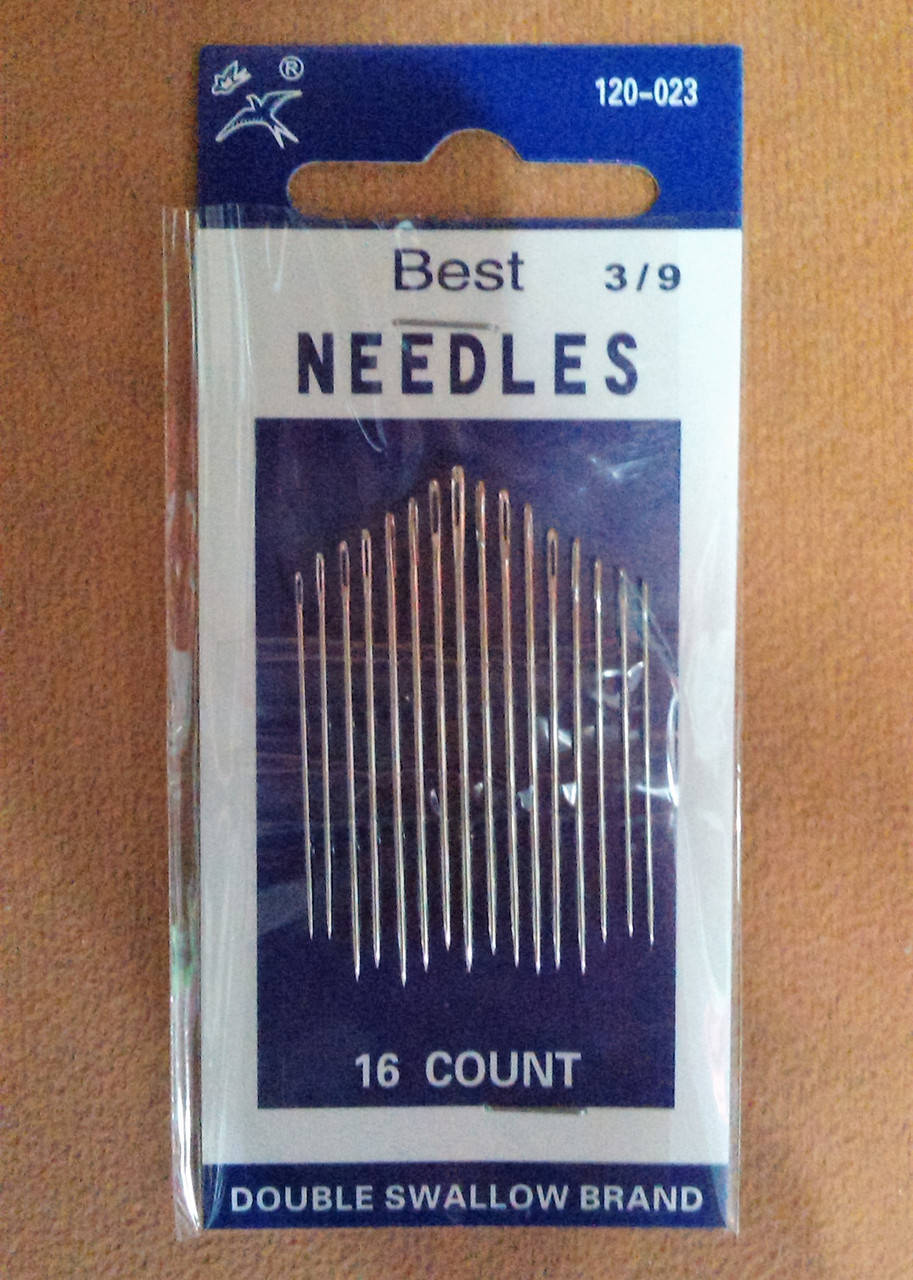 ®
120-023
Best 3/9
NEEDLES
16 COUNT
DOUBLE SWALLOW BRAND